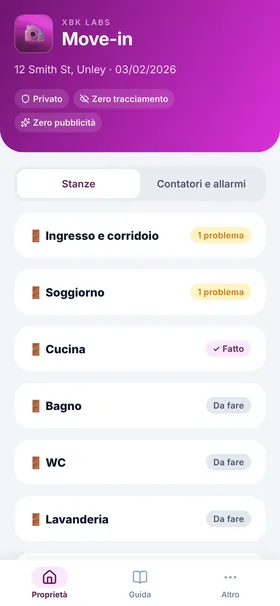 XBK LABS
Move-in
12 Smith St, Unley · 03/02/2026
Privato
Zero tracciamento
Zero pubblicità
Stanze
Contatori e allarmi
Ingresso e corridoio
1 problema
Soggiorno
1 problema
Cucina
✓ Fatto
Bagno
Da fare
WC
Da fare
Lavanderia
Da fare
Proprietà
Guida
Altro